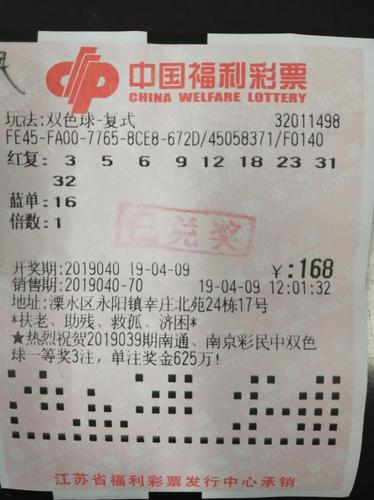 中国福利彩票
CHINA WELFARE LOTTERY
玩法:双色球-复式 32011498
FE45-FA00-7765-8CE8-672D/45058371/F0140
红复: 3 5 6 9 12 18 23 31
32
蓝单:16
倍数:1
已兑奖
开奖期:2019040 19-04-09 ¥:168
销售期:2019040-70 19-04-09 12:01:32
地址:溧水区永阳镇幸庄北苑24栋17号
*扶老、助残、救孤、济困*
★热烈祝贺2019039期南通、南京彩民中双色
球一等奖3注，单注奖金625万!
江苏省福利彩票发行中心承销